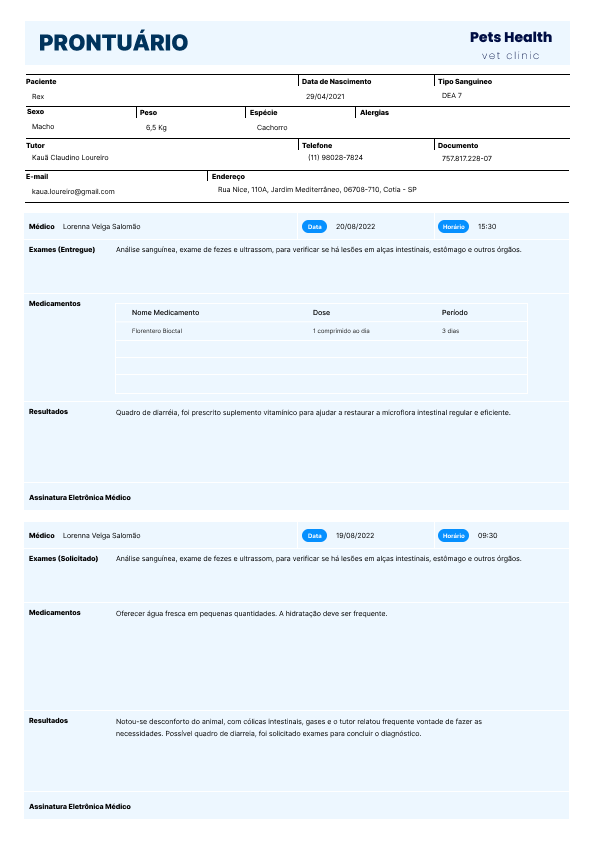 PRONTUÁRIO
Pets Health
vet clinic
Paciente
Data de Nascimento
Tipo Sanguíneo
Rex
29/04/2021
DEA 7
Sexo
Peso
Espécie
Alergias
Macho
6,5 Kg
Cachorro
Tutor
Telefone
Documento
Kauã Claudino Loureiro
(11) 98028-7824
757.817.228-07
E-mail
Endereço
kaua.loureiro@gmail.com
Rua Nice, 110A, Jardim Mediterrâneo, 06708-710, Cotia - SP
Médico Lorenna Veiga Salomão Data 20/08/2022 Horário 15:30
Exames (Entregue) Análise sanguínea, exame de fezes e ultrassom, para verificar se há lesões em alças intestinais, estômago e outros órgãos.
Medicamentos
Nome Medicamento Dose Período
Florentero Bioctal 1 comprimido ao dia 3 dias
Resultados Quadro de diarréia, foi prescrito suplemento vitamínico para ajudar a restaurar a microflora intestinal regular e eficiente.
Assinatura Eletrônica Médico
Médico Lorenna Veiga Salomão Data 19/08/2022 Horário 09:30
Exames (Solicitado) Análise sanguínea, exame de fezes e ultrassom, para verificar se há lesões em alças intestinais, estômago e outros órgãos.
Medicamentos Oferecer água fresca em pequenas quantidades. A hidratação deve ser frequente.
Resultados Notou-se desconforto do animal, com cólicas intestinais, gases e o tutor relatou frequente vontade de fazer as
necessidades. Possível quadro de diarreia, foi solicitado exames para concluir o diagnóstico.
Assinatura Eletrônica Médico